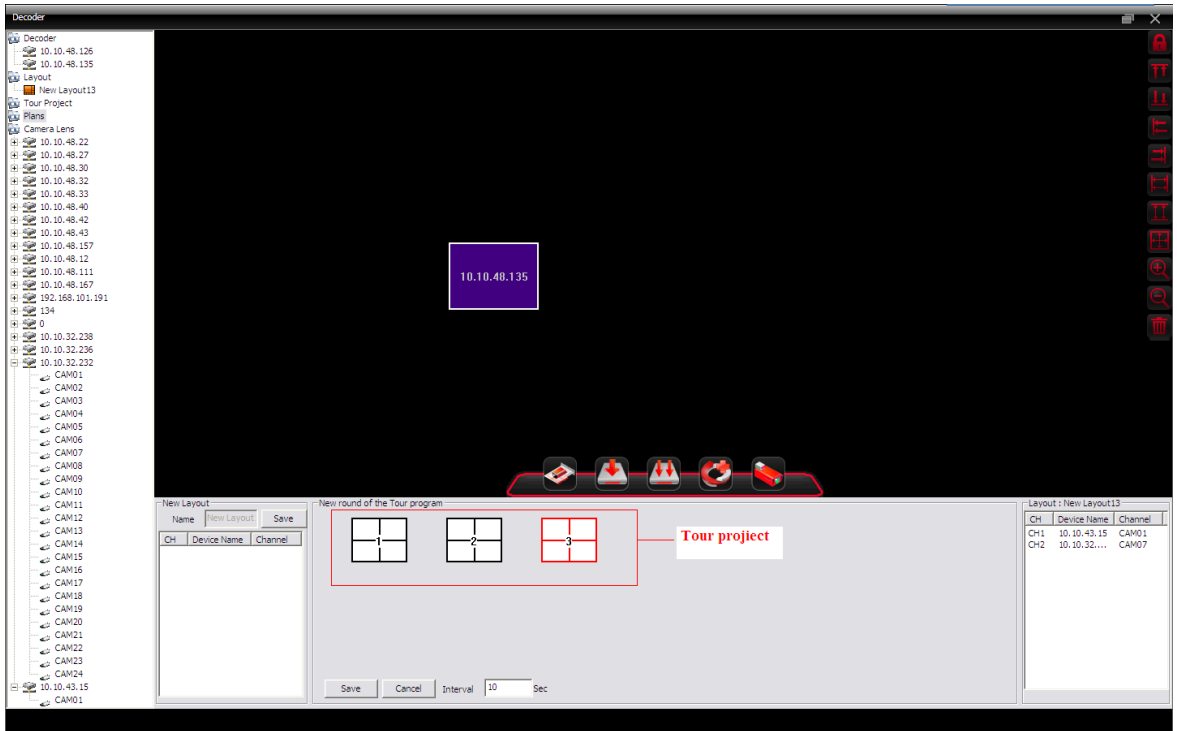 Decoder
Decoder
10.10.48.126
10.10.48.135
Layout
New Layout13
Tour Project
Plans
Camera Lens
10.10.48.22
10.10.48.27
10.10.48.30
10.10.48.32
10.10.48.33
10.10.48.40
10.10.48.42
10.10.48.43
10.10.48.157
10.10.48.12
10.10.48.111
10.10.48.167
192.168.101.191
134
0
10.10.32.238
10.10.32.236
10.10.32.232
CAM01
CAM02
CAM03
CAM04
CAM05
CAM06
CAM07
CAM08
CAM09
CAM10
CAM11
CAM12
CAM13
CAM14
CAM15
CAM16
CAM17
CAM18
CAM19
CAM20
CAM21
CAM22
CAM23
CAM24
10.10.43.15
CAM01
10.10.48.135
New Layout
Name New Layout Save
CH Device Name Channel
New round of the Tour program
1 2 3
Tour projiect
Save Cancel Interval 10 Sec
Layout : New Layout13
CH Device Name Channel
CH1 10.10.43.15 CAM01
CH2 10.10.32.... CAM07